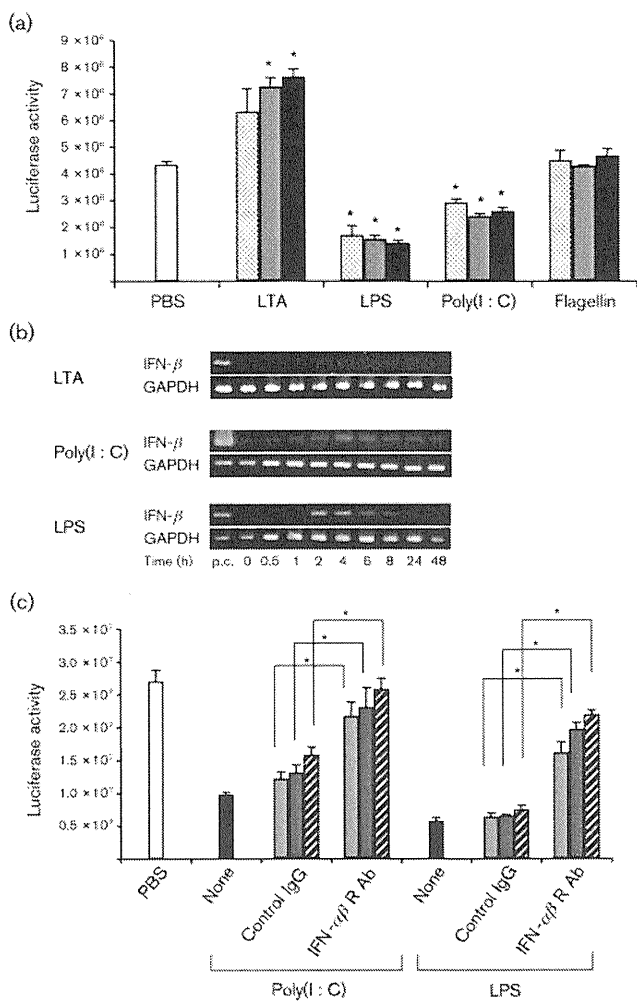 (a)
Luciferase activity
9 × 10⁶
8 × 10⁶
7 × 10⁶
6 × 10⁶
5 × 10⁶
4 × 10⁶
3 × 10⁶
2 × 10⁶
1 × 10⁶
* * * * * * * *
PBS LTA LPS Poly(I : C) Flagellin
(b)
LTA
IFN-β
GAPDH
Poly(I : C)
IFN-β
GAPDH
LPS
IFN-β
GAPDH
Time (h) p.c. 0 0.5 1 2 4 6 8 24 48
(c)
Luciferase activity
3.5 × 10⁷
3.0 × 10⁷
2.5 × 10⁷
2.0 × 10⁷
1.5 × 10⁷
1.0 × 10⁷
0.5 × 10⁷
* * * * * *
PBS None Control IgG IFN-αβ R Ab None Control IgG IFN-αβ R Ab
Poly(I : C) LPS